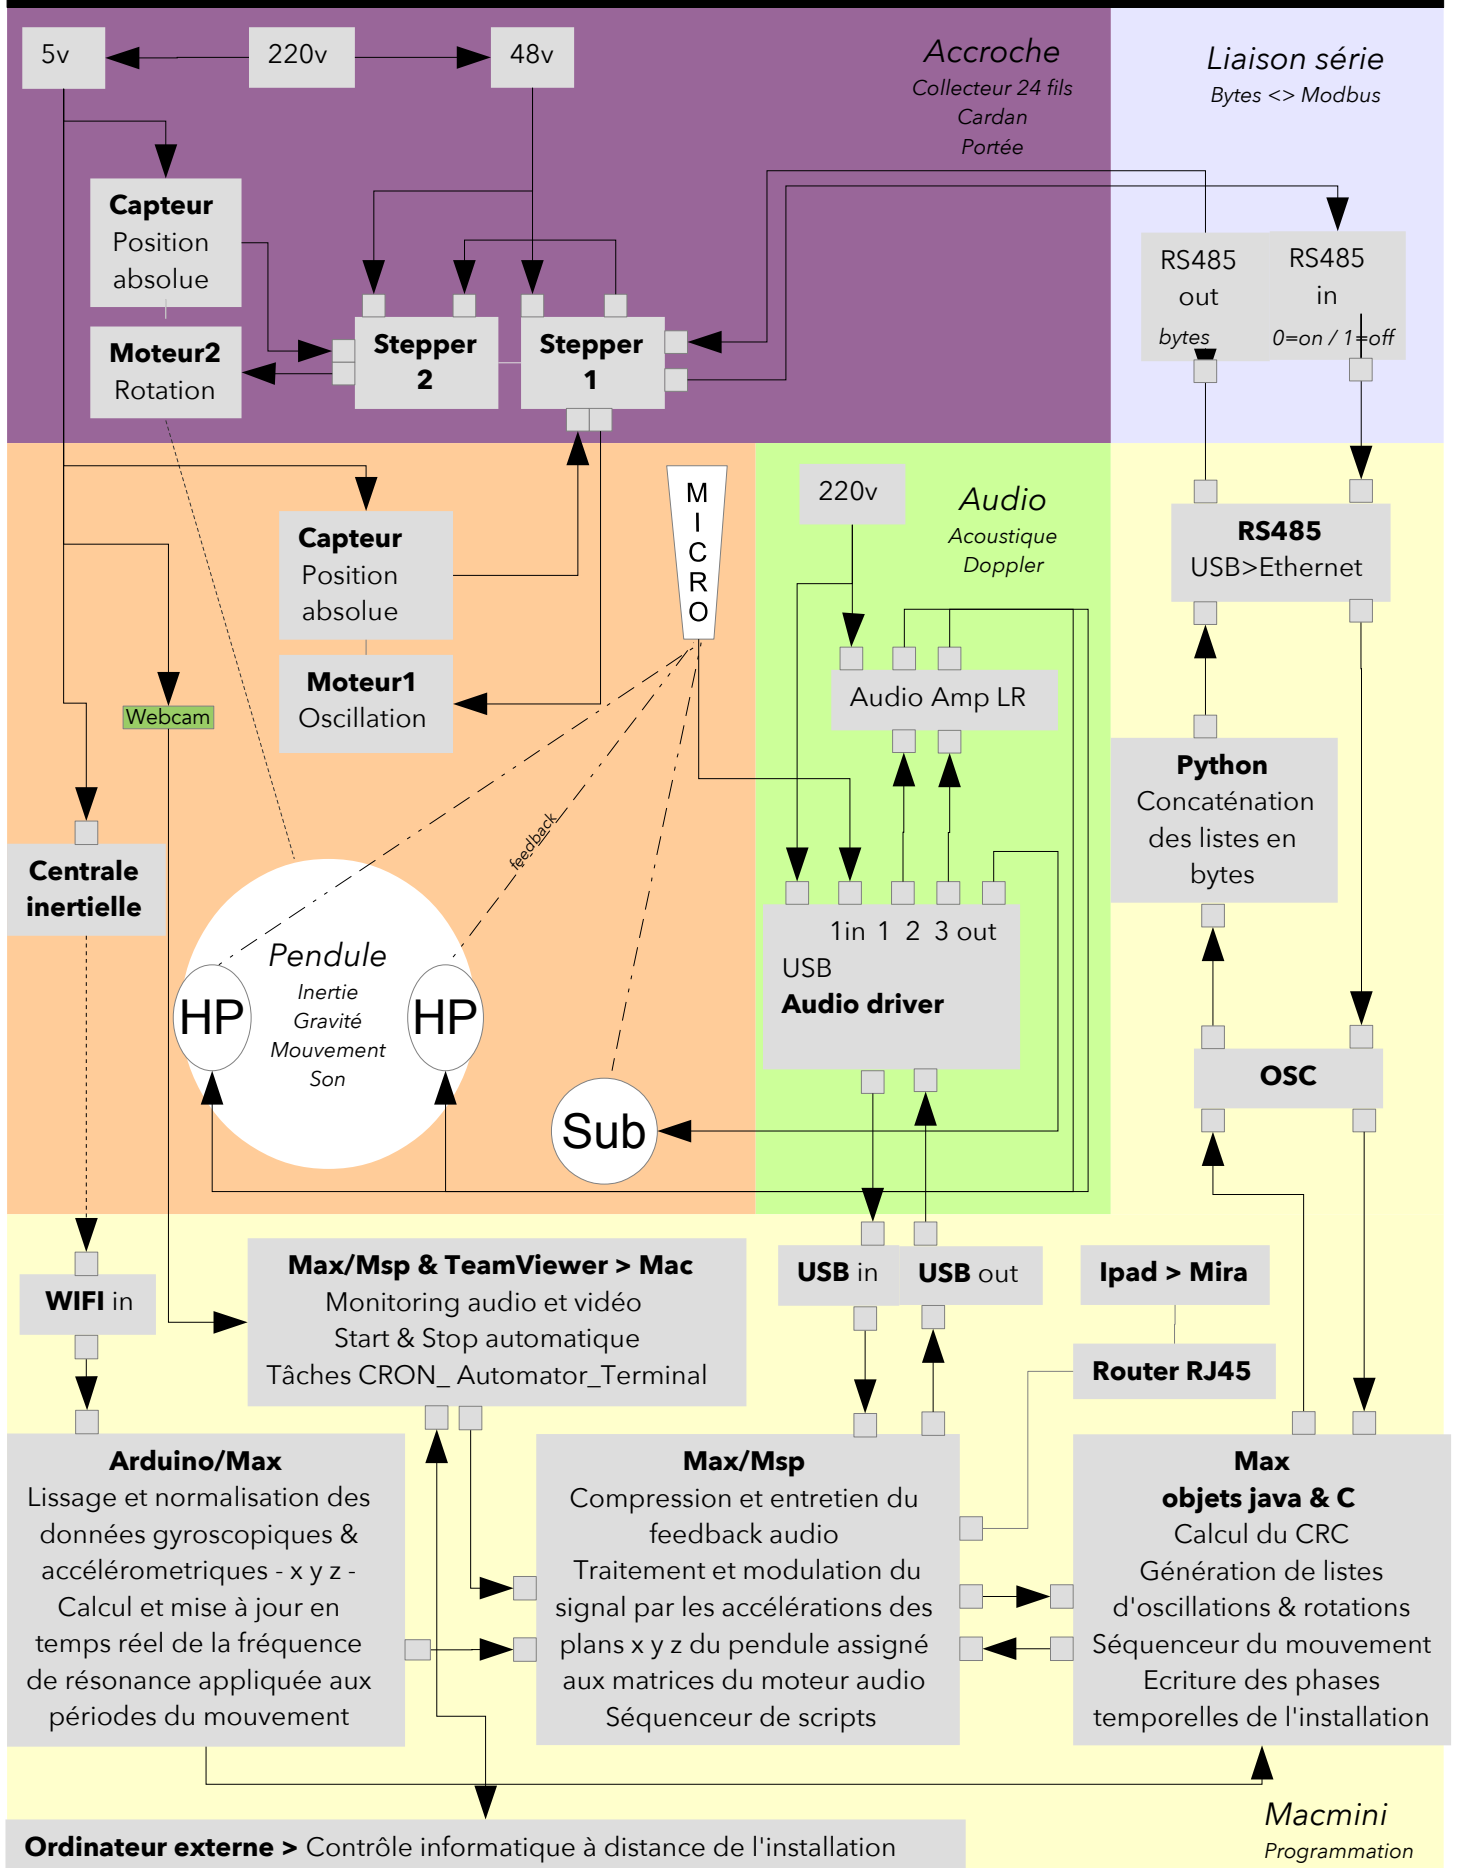 5v
220v
48v
Accroche
Collecteur 24 fils
Cardan
Portée
Liaison série
Bytes <> Modbus
Capteur
Position
absolue
Moteur2
Rotation
Stepper
2
Stepper
1
RS485
out
bytes
RS485
in
0=on / 1=off
Capteur
Position
absolue
Moteur1
Oscillation
MICRO
220v
Audio
Acoustique
Doppler
RS485
USB>Ethernet
Audio Amp LR
Webcam
Python
Concaténation
des listes en
bytes
feedback
Centrale
inertielle
Pendule
Inertie
Gravité
Mouvement
Son
HP
HP
Sub
1in 1 2 3 out
USB
Audio driver
OSC
WIFI in
Max/Msp & TeamViewer > Mac
Monitoring audio et vidéo
Start & Stop automatique
Tâches CRON_ Automator_Terminal
USB in
USB out
Ipad > Mira
Router RJ45
Arduino/Max
Lissage et normalisation des
données gyroscopiques &
accélérometriques - x y z -
Calcul et mise à jour en
temps réel de la fréquence
de résonance appliquée aux
périodes du mouvement
Max/Msp
Compression et entretien du
feedback audio
Traitement et modulation du
signal par les accélérations des
plans x y z du pendule assigné
aux matrices du moteur audio
Séquenceur de scripts
Max
objets java & C
Calcul du CRC
Génération de listes
d'oscillations & rotations
Séquenceur du mouvement
Ecriture des phases
temporelles de l'installation
Ordinateur externe > Contrôle informatique à distance de l'installation
Macmini
Programmation